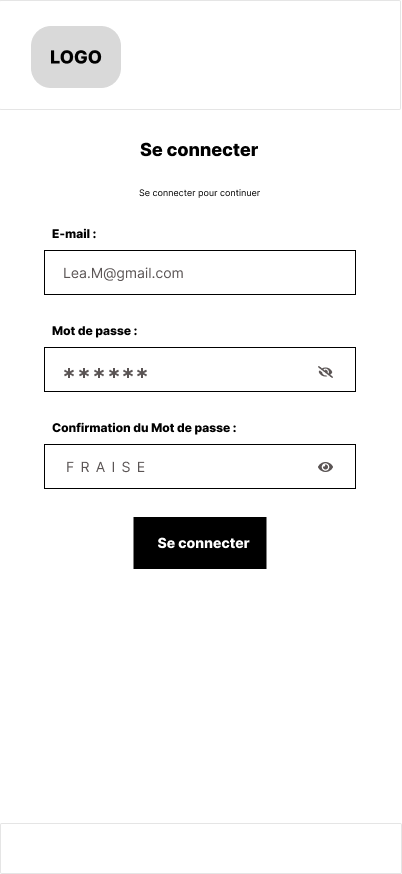 LOGO
Se connecter
Se connecter pour continuer
E-mail :
Lea.M@gmail.com
Mot de passe :
******
Confirmation du Mot de passe :
F R A I S E
Se connecter